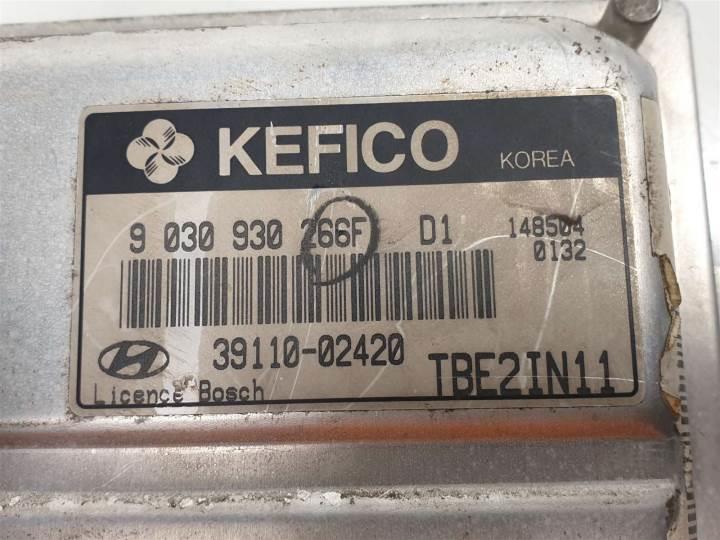 KEFICO KOREA
9 030 930 266F D1 148504
0132
39110-02420 TBE2IN11
Licence Bosch